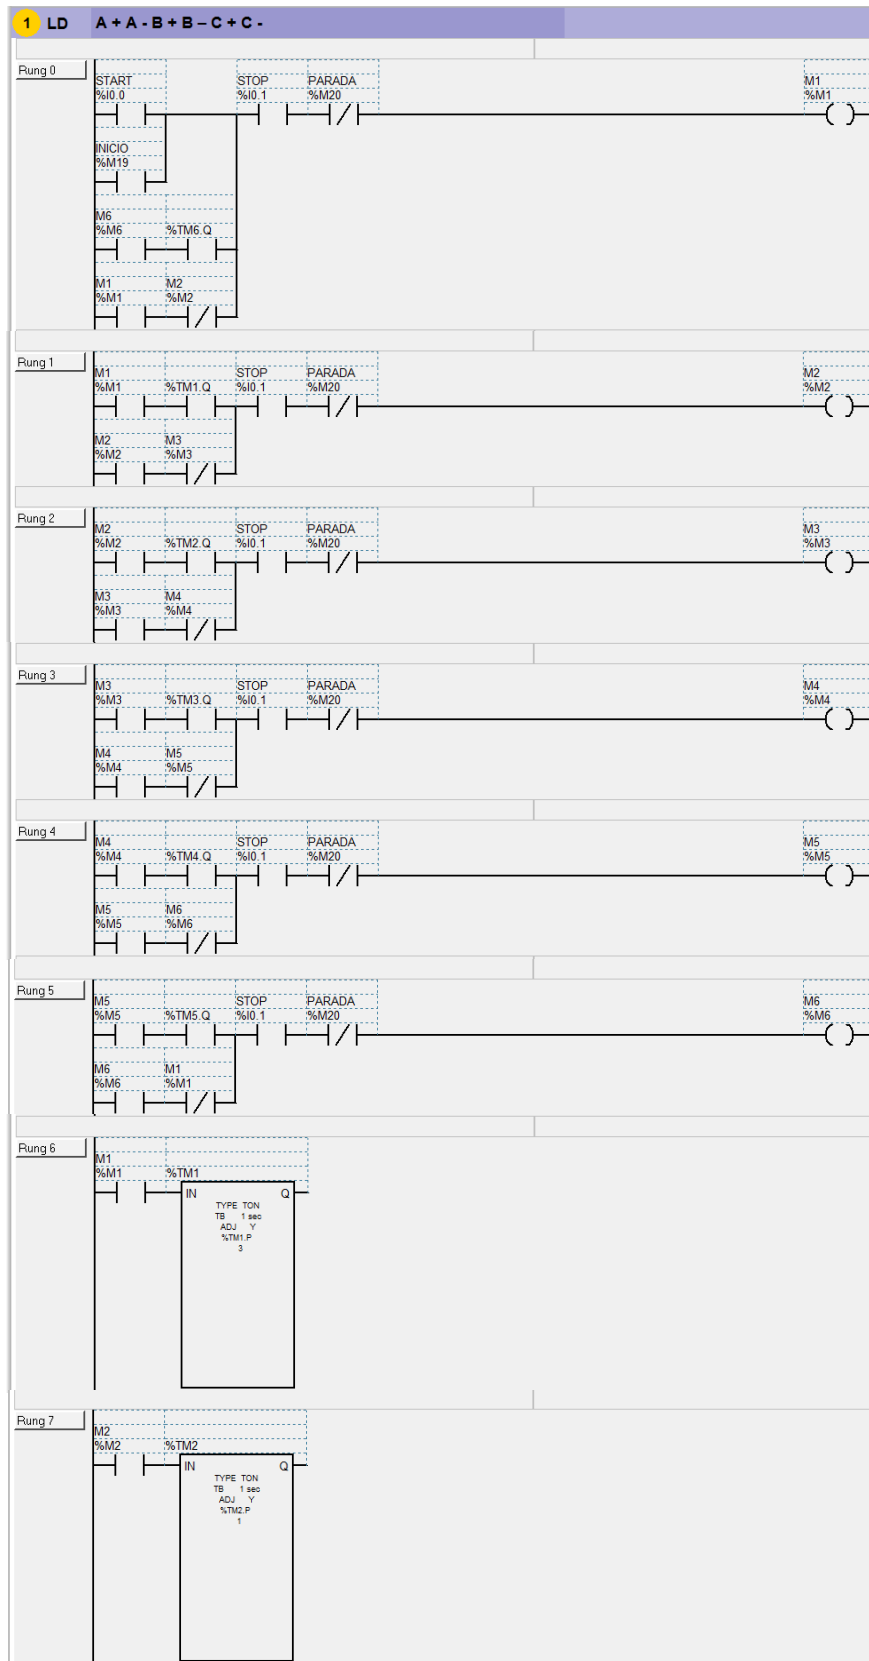 1 LD A + A - B + B – C + C -
Rung 0
START STOP PARADA M1
%I0.0 %I0.1 %M20 %M1
INICIO
%M19
M6
%M6 %TM6.Q
M1 M2
%M1 %M2
Rung 1
M1 STOP PARADA M2
%M1 %TM1.Q %I0.1 %M20 %M2
M2 M3
%M2 %M3
Rung 2
M2 STOP PARADA M3
%M2 %TM2.Q %I0.1 %M20 %M3
M3 M4
%M3 %M4
Rung 3
M3 STOP PARADA M4
%M3 %TM3.Q %I0.1 %M20 %M4
M4 M5
%M4 %M5
Rung 4
M4 STOP PARADA M5
%M4 %TM4.Q %I0.1 %M20 %M5
M5 M6
%M5 %M6
Rung 5
M5 STOP PARADA M6
%M5 %TM5.Q %I0.1 %M20 %M6
M6 M1
%M6 %M1
Rung 6
M1
%M1 %TM1
IN Q
TYPE TON
TB 1 sec
ADJ Y
%TM1.P
3
Rung 7
M2
%M2 %TM2
IN Q
TYPE TON
TB 1 sec
ADJ Y
%TM2.P
1